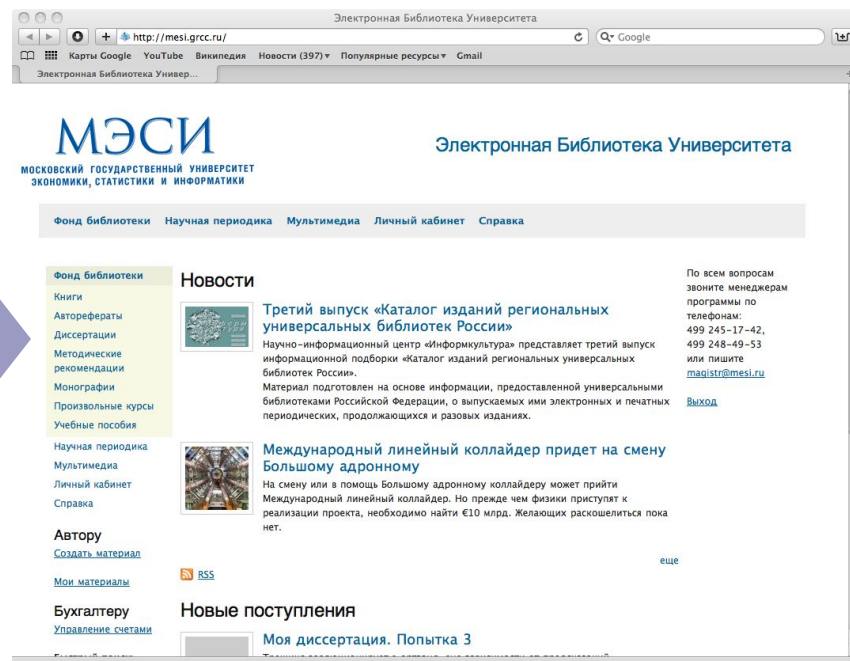 Электронная Библиотека Университета
http://mesi.grcc.ru/
Google
Карты Google YouTube Википедия Новости (397) Популярные ресурсы Gmail
Электронная Библиотека Универ...
МЭСИ
МОСКОВСКИЙ ГОСУДАРСТВЕННЫЙ УНИВЕРСИТЕТ
ЭКОНОМИКИ, СТАТИСТИКИ И ИНФОРМАТИКИ
Электронная Библиотека Университета
Фонд библиотеки Научная периодика Мультимедиа Личный кабинет Справка
Фонд библиотеки
Книги
Авторефераты
Диссертации
Методические
рекомендации
Монографии
Произвольные курсы
Учебные пособия
Научная периодика
Мультимедиа
Личный кабинет
Справка
Автору
Создать материал
Мои материалы
Бухгалтеру
Управление счетами
Новости
Третий выпуск «Каталог изданий региональных
универсальных библиотек России»
Научно-информационный центр «Информкультура» представляет третий выпуск
информационной подборки «Каталог изданий региональных универсальных
библиотек России».
Материал подготовлен на основе информации, предоставленной универсальными
библиотеками Российской Федерации, о выпускаемых ими электронных и печатных
периодических, продолжающихся и разовых изданиях.
Международный линейный коллайдер придет на смену
Большому адронному
На смену или в помощь Большому адронному коллайдеру может прийти
Международный линейный коллайдер. Но прежде чем физики приступят к
реализации проекта, необходимо найти €10 млрд. Желающих раскошелиться пока
нет.
еще
RSS
Новые поступления
Моя диссертация. Попытка 3
По всем вопросам
звоните менеджерам
программы по
телефонам:
499 245-17-42,
499 248-49-53
или пишите
magistr@mesi.ru
Выход